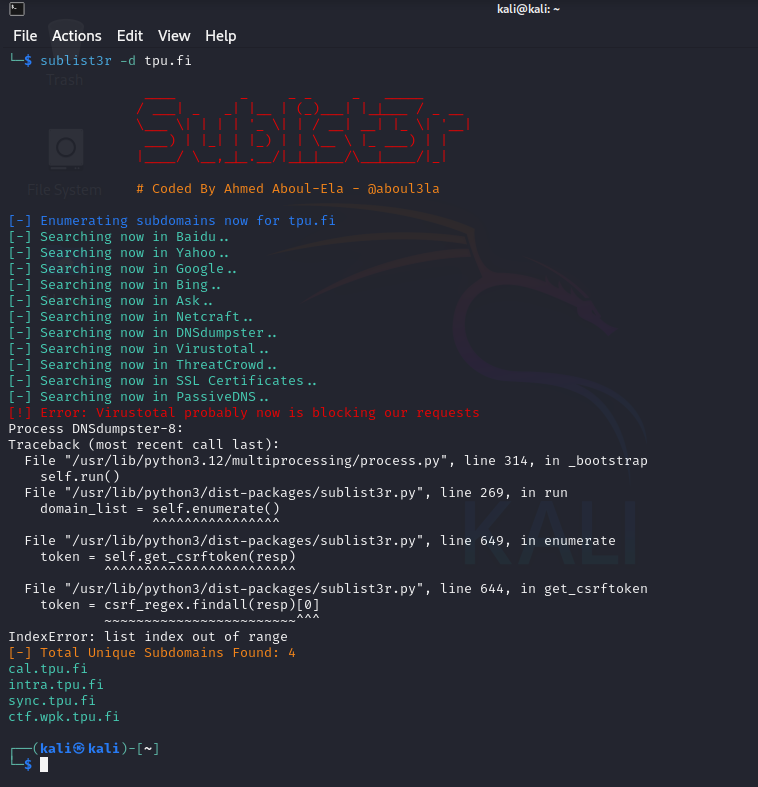 kali@kali: ~
File Actions Edit View Help
Trash
File System
KALI
└─$ sublist3r -d tpu.fi
Sublist3r
# Coded By Ahmed Aboul-Ela - @aboul3la
[-] Enumerating subdomains now for tpu.fi
[-] Searching now in Baidu..
[-] Searching now in Yahoo..
[-] Searching now in Google..
[-] Searching now in Bing..
[-] Searching now in Ask..
[-] Searching now in Netcraft..
[-] Searching now in DNSdumpster..
[-] Searching now in Virustotal..
[-] Searching now in ThreatCrowd..
[-] Searching now in SSL Certificates..
[-] Searching now in PassiveDNS..
[!] Error: Virustotal probably now is blocking our requests
Process DNSdumpster-8:
Traceback (most recent call last):
  File "/usr/lib/python3.12/multiprocessing/process.py", line 314, in _bootstrap
    self.run()
  File "/usr/lib/python3/dist-packages/sublist3r.py", line 269, in run
    domain_list = self.enumerate()
                  ^^^^^^^^^^^^^^^^
  File "/usr/lib/python3/dist-packages/sublist3r.py", line 649, in enumerate
    token = self.get_csrftoken(resp)
            ^^^^^^^^^^^^^^^^^^^^^^^^
  File "/usr/lib/python3/dist-packages/sublist3r.py", line 644, in get_csrftoken
    token = csrf_regex.findall(resp)[0]
            ~~~~~~~~~~~~~~~~~~~~~~~~^^^
IndexError: list index out of range
[-] Total Unique Subdomains Found: 4
cal.tpu.fi
intra.tpu.fi
sync.tpu.fi
ctf.wpk.tpu.fi
┌──(kali㉿kali)-[~]
└─$